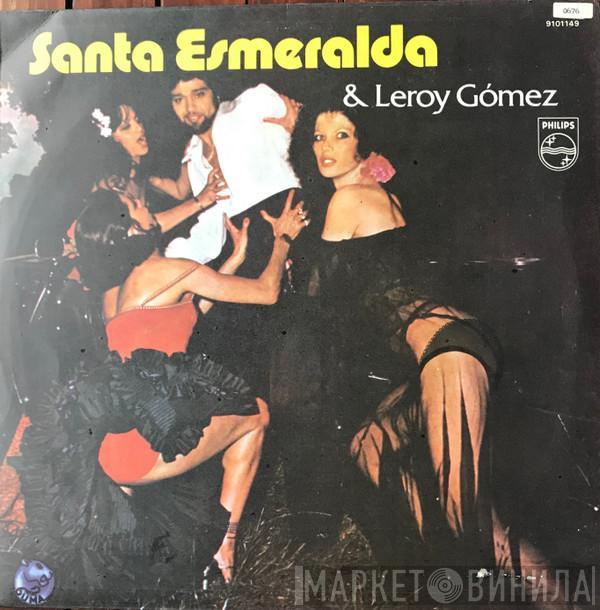 0676
9101149
Santa Esmeralda
& Leroy Gómez
PHILIPS
МАРКЕТ ВИНИЛА